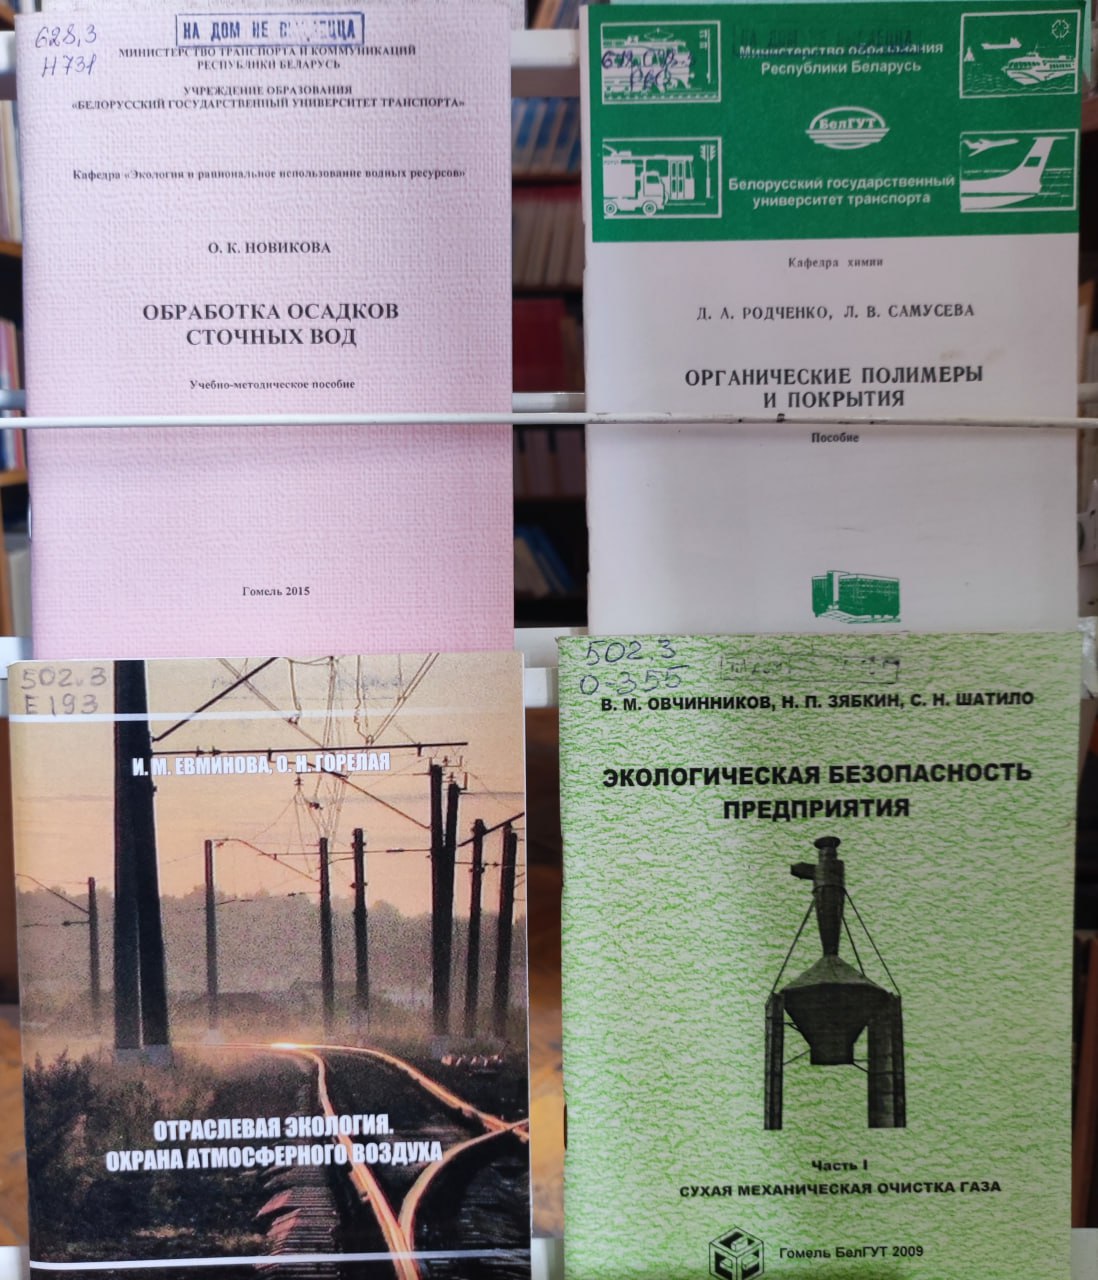 628,3
Н731
НА ДОМ НЕ
МИНИСТЕРСТВО ТРАНСПОРТА И КОММУНИКАЦИЙ
РЕСПУБЛИКИ БЕЛАРУСЬ
УЧРЕЖДЕНИЕ ОБРАЗОВАНИЯ
«БЕЛОРУССКИЙ ГОСУДАРСТВЕННЫЙ УНИВЕРСИТЕТ ТРАНСПОРТА»
Кафедра «Экология и рациональное использование водных ресурсов»
О. К. НОВИКОВА
ОБРАБОТКА ОСАДКОВ
СТОЧНЫХ ВОД
Учебно-методическое пособие
Гомель 2015
Министерство образования
Республики Беларусь
БелГУТ
Белорусский государственный
университет транспорта
Кафедра химии
Д. А. РОДЧЕНКО, Л. В. САМУСЕВА
ОРГАНИЧЕСКИЕ ПОЛИМЕРЫ
И ПОКРЫТИЯ
Пособие
502.3
Е 193
И. М. ЕВМИНОВА, О. Н. ГОРЕЛАЯ
ОТРАСЛЕВАЯ ЭКОЛОГИЯ.
ОХРАНА АТМОСФЕРНОГО ВОЗДУХА
502 3
О-355
В. М. ОВЧИННИКОВ, Н. П. ЗЯБКИН, С. Н. ШАТИЛО
ЭКОЛОГИЧЕСКАЯ БЕЗОПАСНОСТЬ
ПРЕДПРИЯТИЯ
Часть I
СУХАЯ МЕХАНИЧЕСКАЯ ОЧИСТКА ГАЗА
Гомель БелГУТ 2009